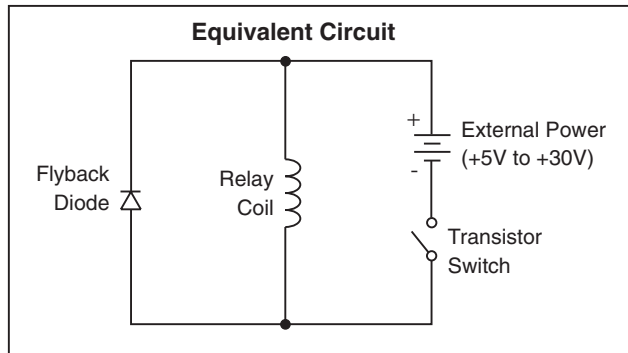 Equivalent Circuit
Flyback
Diode
Relay
Coil
+
-
External Power
(+5V to +30V)
Transistor
Switch